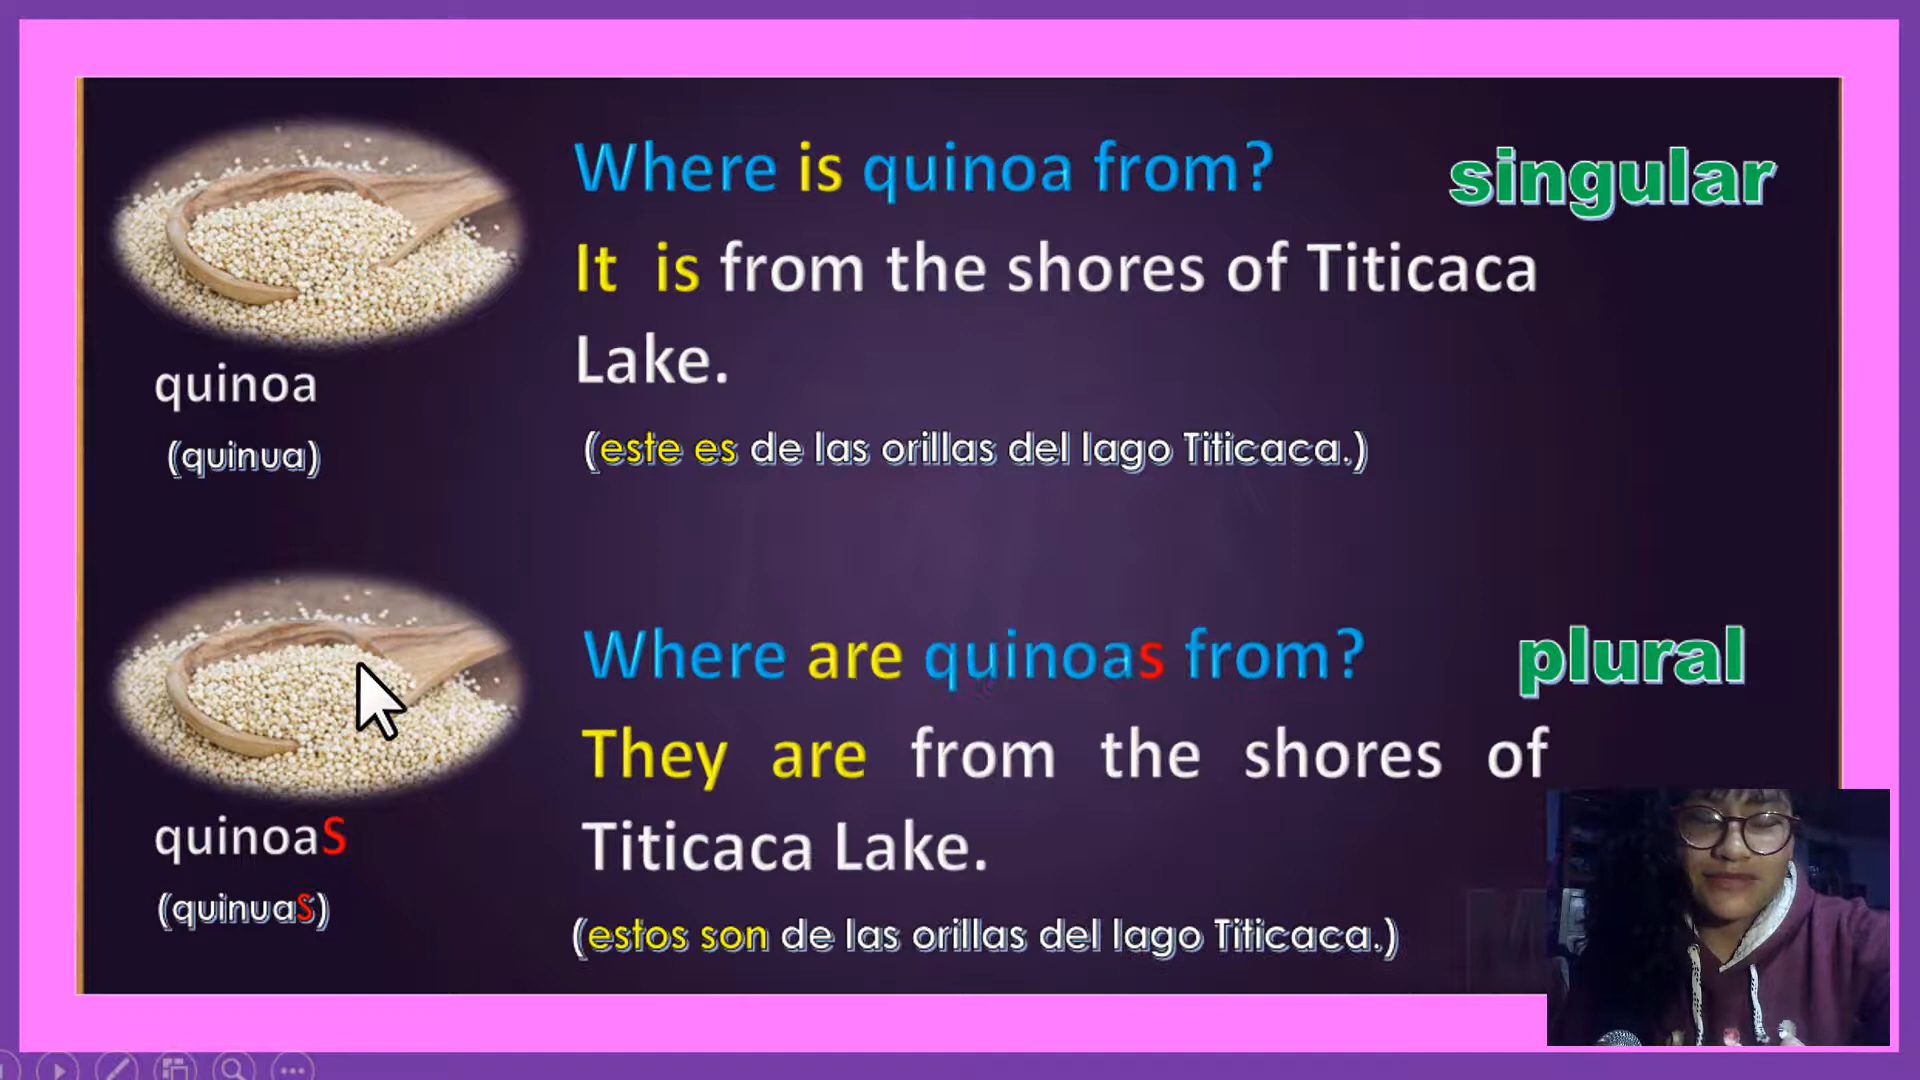 Where is quinoa from?
singular
It is from the shores of Titicaca
Lake.
quinoa
(quinua)
(este es de las orillas del lago Titicaca.)
Where are quinoas from?
plural
They are from the shores of
Titicaca Lake.
quinoaS
(quinuaS)
(estos son de las orillas del lago Titicaca.)